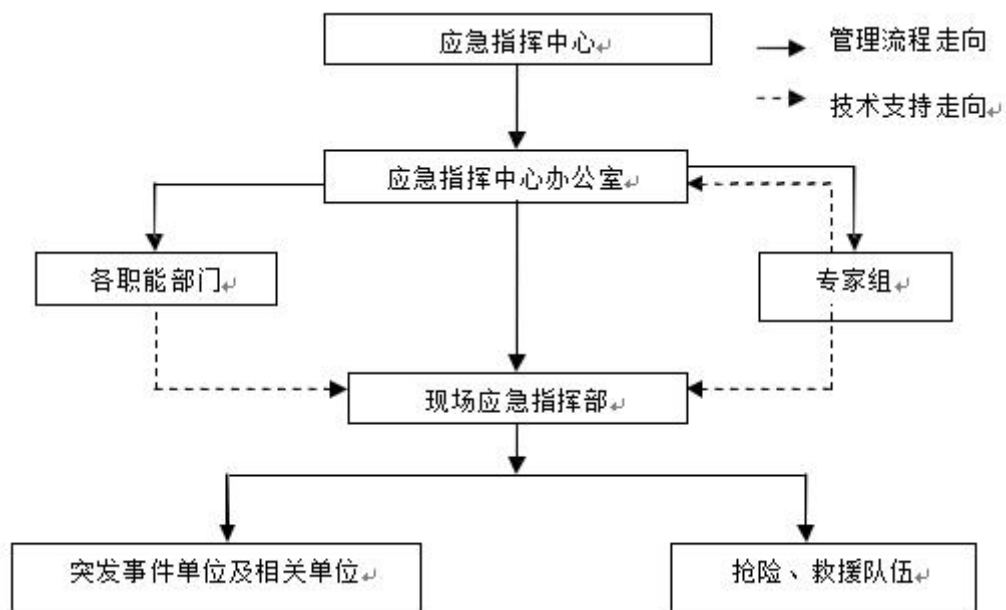 应急指挥中心
管理流程走向
技术支持走向
应急指挥中心办公室
各职能部门
专家组
现场应急指挥部
突发事件单位及相关单位
抢险、救援队伍